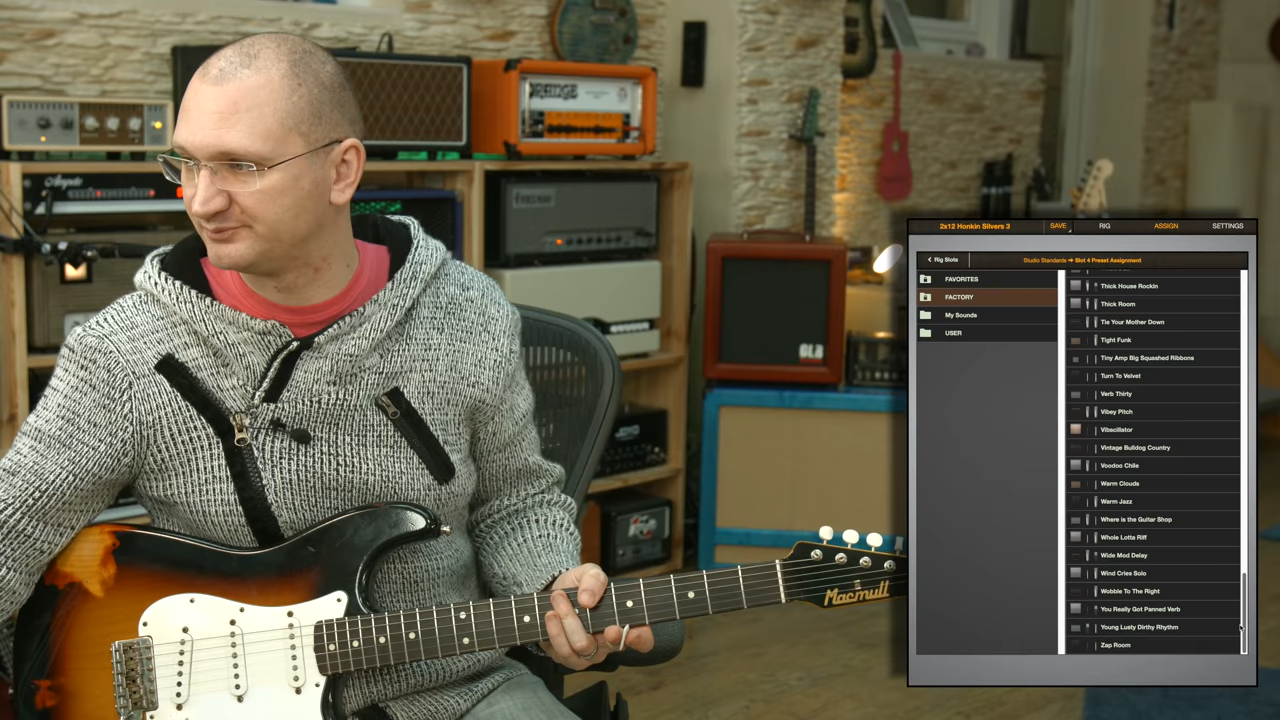 ORANGE
Ampete
GLA
Macmull
2x12 Honkin Silvers 3
SAVE
RIG
ASSIGN
SETTINGS
Rig Slots
Studio Standards ➔ Slot 4 Preset Assignment
FAVORITES
FACTORY
My Sounds
USER
Thick House Rockin
Thick Room
Tie Your Mother Down
Tight Funk
Tiny Amp Big Squashed Ribbons
Turn To Velvet
Verb Thirty
Vibey Pitch
Vibscillator
Vintage Bulldog Country
Voodoo Chile
Warm Clouds
Warm Jazz
Where is the Guitar Shop
Whole Lotta Riff
Wide Mod Delay
Wind Cries Solo
Wobble To The Right
You Really Got Panned Verb
Young Lusty Dirthy Rhythm
Zap Room